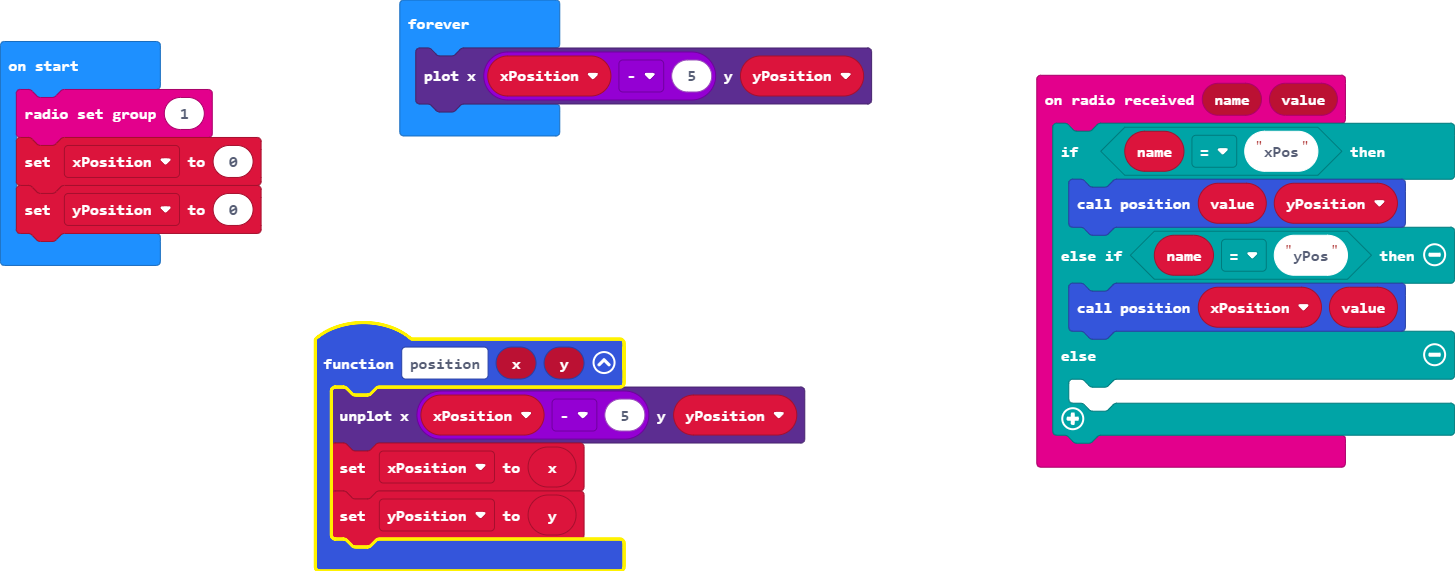 on start
radio set group 1
set xPosition to 0
set yPosition to 0
forever
plot x xPosition - 5 y yPosition
function position x y
unplot x xPosition - 5 y yPosition
set xPosition to x
set yPosition to y
on radio received name value
if name = "xPos" then
call position value yPosition
else if name = "yPos" then
call position xPosition value
else